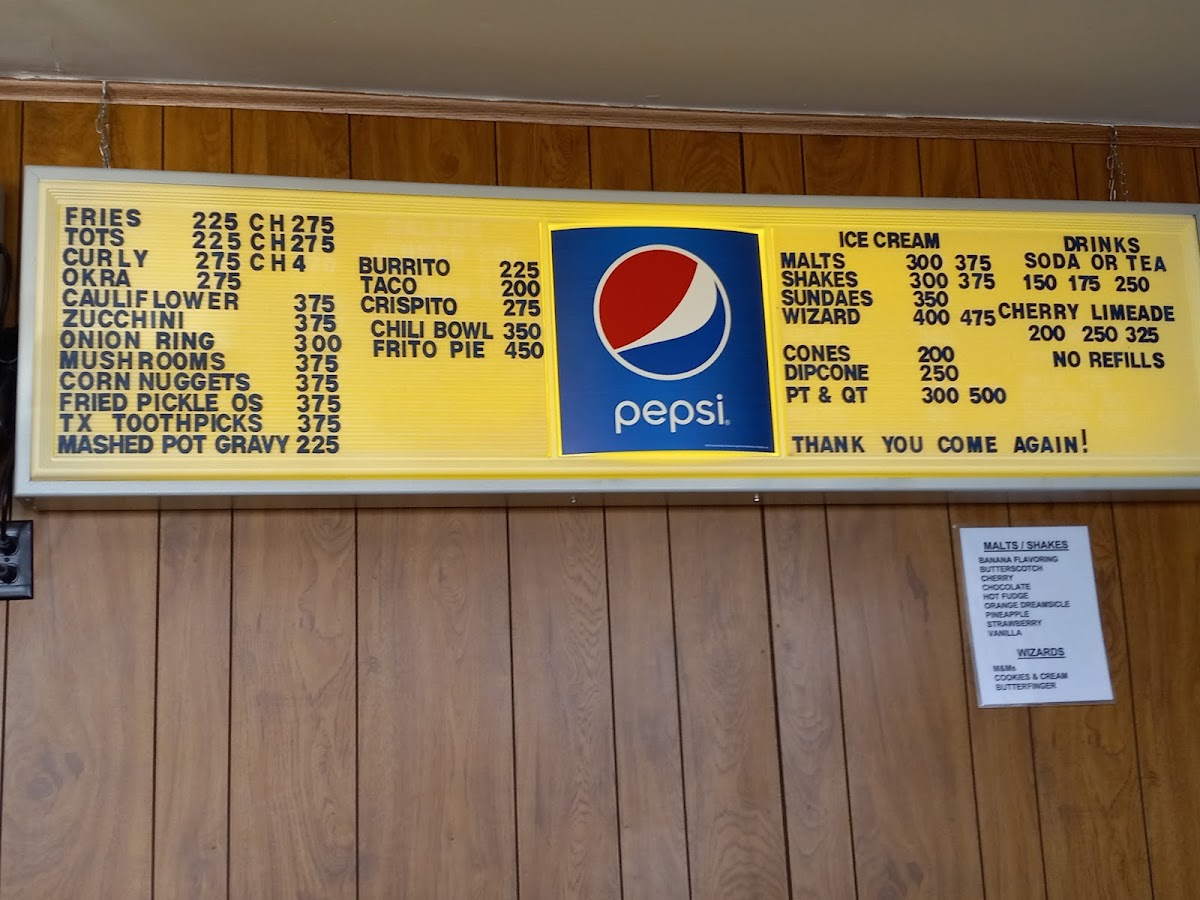 FRIES 225 CH 275
TOTS 225 CH 275
CURLY 275 CH 4
OKRA 275
CAULIFLOWER 375
ZUCCHINI 375
ONION RING 300
MUSHROOMS 375
CORN NUGGETS 375
FRIED PICKLE OS 375
TX TOOTHPICKS 375
MASHED POT GRAVY 225
BURRITO 225
TACO 200
CRISPITO 275
CHILI BOWL 350
FRITO PIE 450
pepsi
ICE CREAM
MALTS 300 375
SHAKES 300 375
SUNDAES 350
WIZARD 400 475
CONES 200
DIPCONE 250
PT & QT 300 500
DRINKS
SODA OR TEA
150 175 250
CHERRY LIMEADE
200 250 325
NO REFILLS
THANK YOU COME AGAIN!
MALTS / SHAKES
BANANA FLAVORING
BUTTERSCOTCH
CHERRY
CHOCOLATE
HOT FUDGE
ORANGE DREAMSICLE
PINEAPPLE
STRAWBERRY
VANILLA
WIZARDS
M&Ms
COOKIES & CREAM
BUTTERFINGER